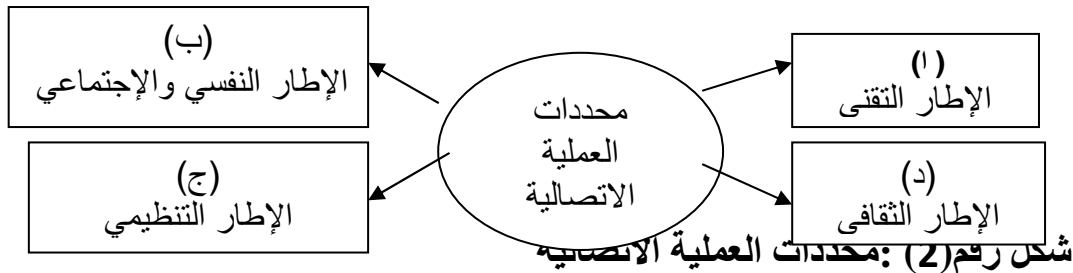 (ا)
الإطار التقنى
(ب)
الإطار النفسي والإجتماعي
محددات
العملية
الاتصالية
(ج)
الإطار التنظيمي
(د)
الإطار الثقافى
شكل رقم(2) :محددات العملية الاتصالية